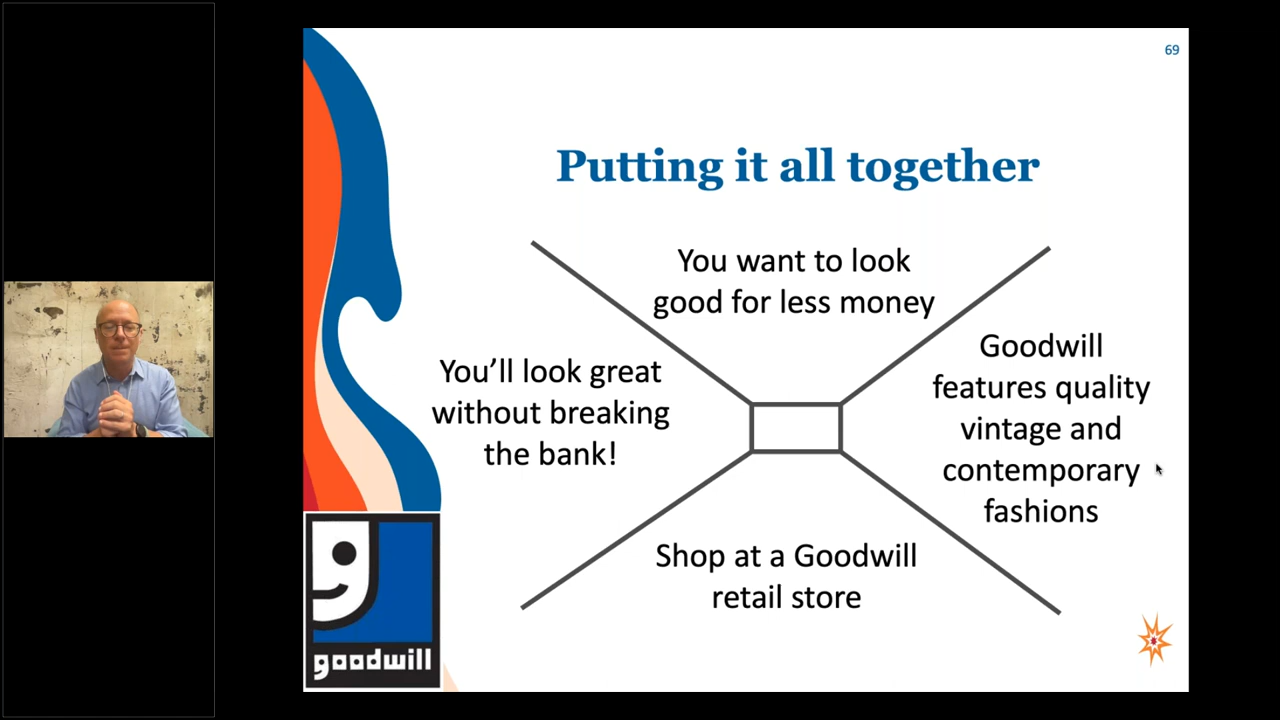 69
Putting it all together
You want to look
good for less money
Goodwill
features quality
vintage and
contemporary
fashions
You’ll look great
without breaking
the bank!
Shop at a Goodwill
retail store
goodwill